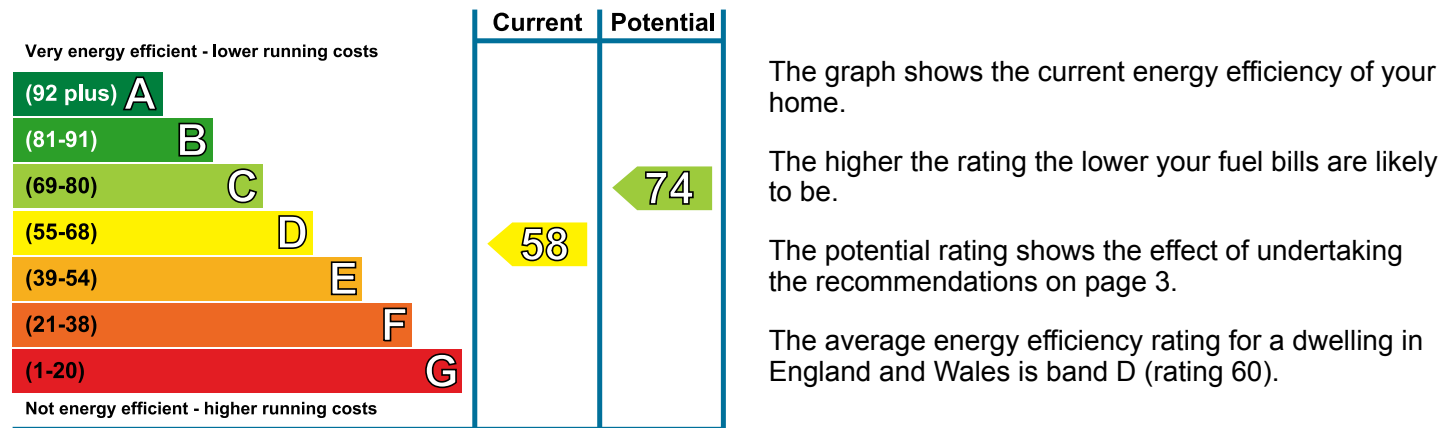 Current Potential
Very energy efficient - lower running costs
(92 plus) A
(81-91) B
(69-80) C
74
(55-68) D
58
(39-54) E
(21-38) F
(1-20) G
Not energy efficient - higher running costs
The graph shows the current energy efficiency of your
home.
The higher the rating the lower your fuel bills are likely
to be.
The potential rating shows the effect of undertaking
the recommendations on page 3.
The average energy efficiency rating for a dwelling in
England and Wales is band D (rating 60).